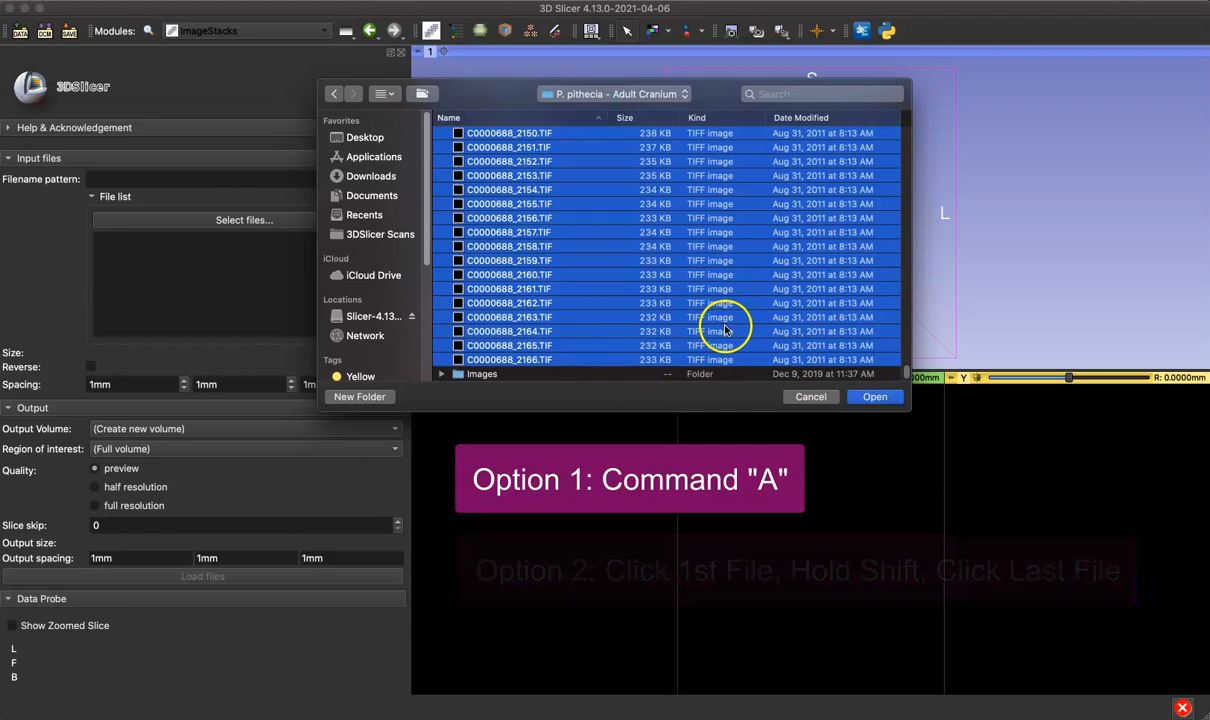 3D Slicer 4.13.0-2021-04-06
DATA DCM SAVE Modules: ImageStacks
1
3DSlicer
Help & Acknowledgement
Input files
Filename pattern:
File list
Select files...
Size:
Reverse:
Spacing: 1mm 1mm 1m
Output
Output Volume: (Create new volume)
Region of interest: (Full volume)
Quality: preview
half resolution
full resolution
Slice skip: 0
Output size:
Output spacing: 1mm 1mm 1mm
Load files
Data Probe
Show Zoomed Slice
L
F
B
P. pithecia - Adult Cranium Search
Favorites
Desktop
Applications
Downloads
Documents
Recents
3DSlicer Scans
iCloud
iCloud Drive
Locations
Slicer-4.13...
Network
Tags
Yellow
Name Size Kind Date Modified
C0000688_2150.TIF 238 KB TIFF image Aug 31, 2011 at 8:13 AM
C0000688_2151.TIF 237 KB TIFF image Aug 31, 2011 at 8:13 AM
C0000688_2152.TIF 235 KB TIFF image Aug 31, 2011 at 8:13 AM
C0000688_2153.TIF 235 KB TIFF image Aug 31, 2011 at 8:13 AM
C0000688_2154.TIF 234 KB TIFF image Aug 31, 2011 at 8:13 AM
C0000688_2155.TIF 234 KB TIFF image Aug 31, 2011 at 8:13 AM
C0000688_2156.TIF 233 KB TIFF image Aug 31, 2011 at 8:13 AM
C0000688_2157.TIF 234 KB TIFF image Aug 31, 2011 at 8:13 AM
C0000688_2158.TIF 234 KB TIFF image Aug 31, 2011 at 8:13 AM
C0000688_2159.TIF 233 KB TIFF image Aug 31, 2011 at 8:13 AM
C0000688_2160.TIF 233 KB TIFF image Aug 31, 2011 at 8:13 AM
C0000688_2161.TIF 233 KB TIFF image Aug 31, 2011 at 8:13 AM
C0000688_2162.TIF 233 KB TIFF image Aug 31, 2011 at 8:13 AM
C0000688_2163.TIF 232 KB TIFF image Aug 31, 2011 at 8:13 AM
C0000688_2164.TIF 232 KB TIFF image Aug 31, 2011 at 8:13 AM
C0000688_2165.TIF 232 KB TIFF image Aug 31, 2011 at 8:13 AM
C0000688_2166.TIF 233 KB TIFF image Aug 31, 2011 at 8:13 AM
Images -- Folder Dec 9, 2019 at 11:37 AM
New Folder Cancel Open
L
0000mm Y R: 0.0000mm
Option 1: Command "A"
Option 2: Click 1st File, Hold Shift, Click Last File